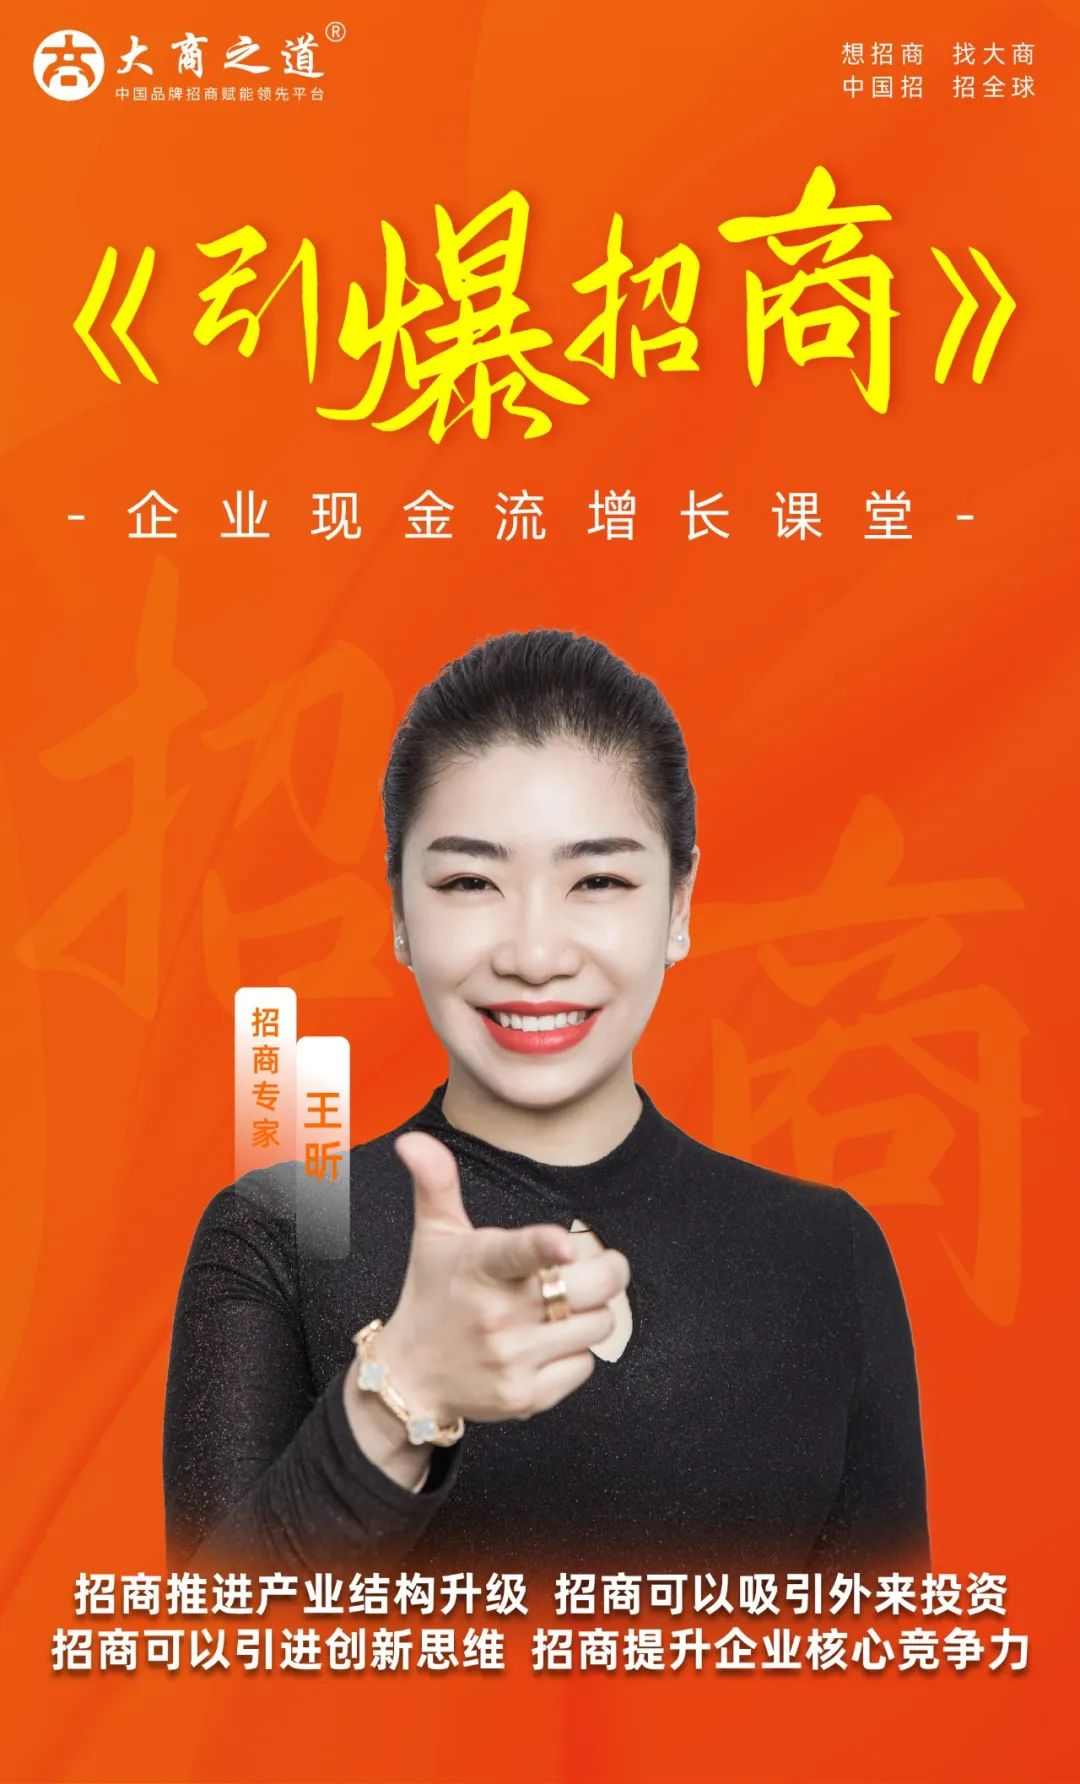 大商之道®
中国品牌招商赋能领先平台
想招商 找大商
中国招 招全球
《引爆招商》
-企业现金流增长课堂-
招商
招商专家
王昕
招商推进产业结构升级 招商可以吸引外来投资
招商可以引进创新思维 招商提升企业核心竞争力